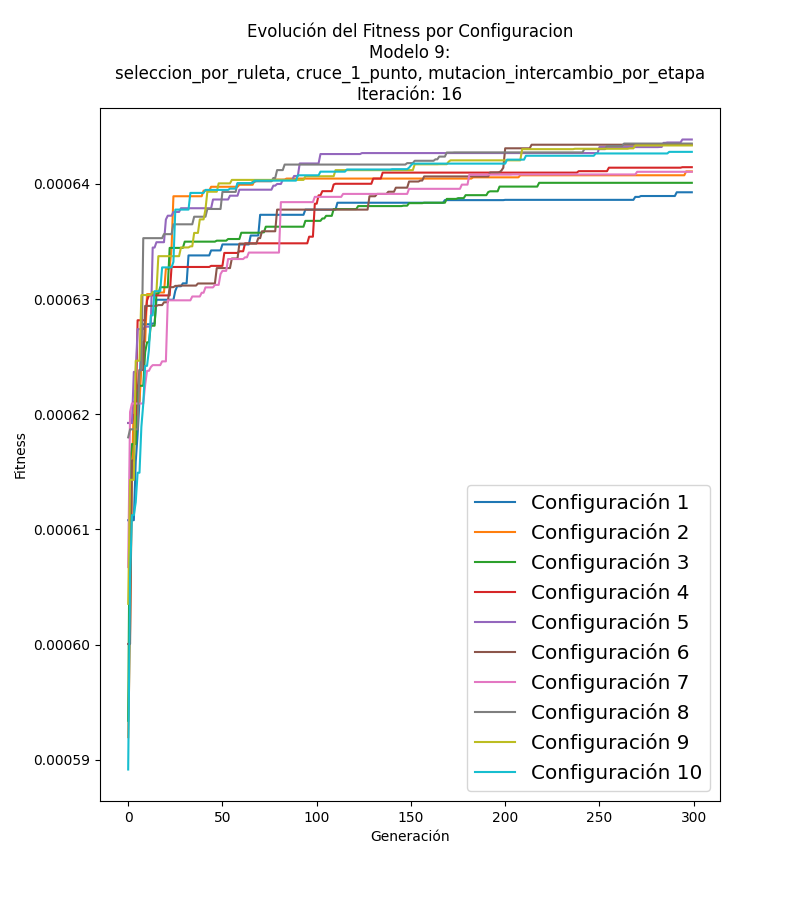 Evolución del Fitness por Configuracion
Modelo 9:
seleccion_por_ruleta, cruce_1_punto, mutacion_intercambio_por_etapa
Iteración: 16
0.00064
0.00063
0.00062
0.00061
0.00060
0.00059
Fitness
0 50 100 150 200 250 300
Generación
Configuración 1
Configuración 2
Configuración 3
Configuración 4
Configuración 5
Configuración 6
Configuración 7
Configuración 8
Configuración 9
Configuración 10